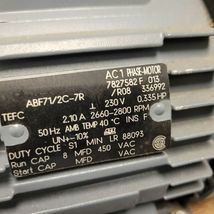 AC 1 PHASE-MOTOR
7827582 F 013
ABF71/2C-7R /R08 336992
⊥ 230 V 0.335 HP
TEFC 2.10 A 2660-2800 RPM
50 Hz AMB TEMP 40 °C INS F
UN+-10%
DUTY CYCLE S1 MIN LR 88093
Run CAP 8 MFD 450 VAC
Start CAP MFD VAC